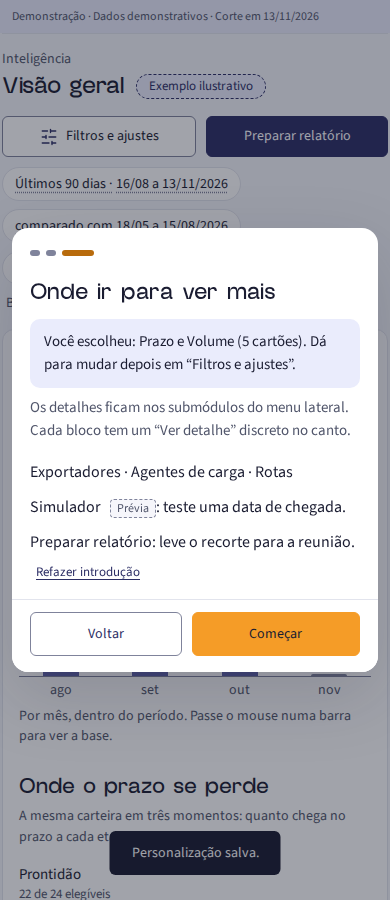 Demonstração · Dados demonstrativos · Corte em 13/11/2026
Inteligência
Visão geral Exemplo ilustrativo
Filtros e ajustes Preparar relatório
Últimos 90 dias · 16/08 a 13/11/2026
comparado com 18/05 a 15/08/2026
Onde ir para ver mais
Você escolheu: Prazo e Volume (5 cartões). Dá
para mudar depois em “Filtros e ajustes”.
Os detalhes ficam nos submódulos do menu lateral.
Cada bloco tem um “Ver detalhe” discreto no canto.
Exportadores · Agentes de carga · Rotas
Simulador Prévia : teste uma data de chegada.
Preparar relatório: leve o recorte para a reunião.
Refazer introdução
Voltar Começar
ago set out nov
Por mês, dentro do período. Passe o mouse numa barra
para ver a base.
Onde o prazo se perde
A mesma carteira em três momentos: quanto chega no
prazo a cada
Personalização salva.
Prontidão
22 de 24 elegíveis